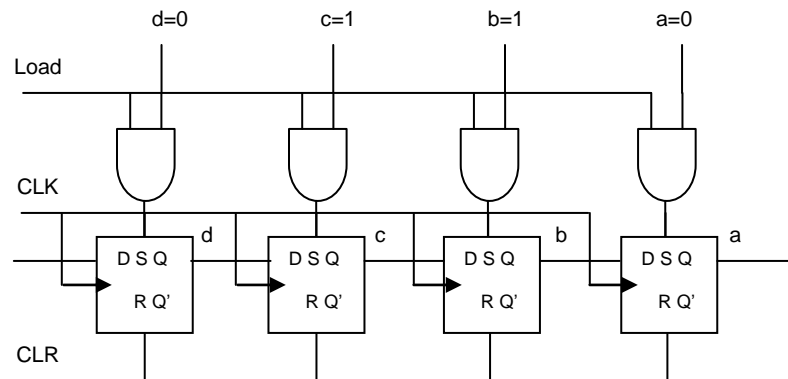 d=0 c=1 b=1 a=0
Load
CLK
d c b a
D S Q D S Q D S Q D S Q
R Q' R Q' R Q' R Q'
CLR